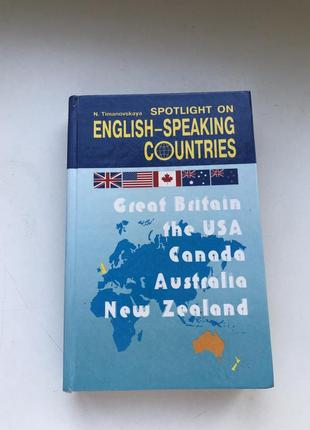 N. Timanovskaya
SPOTLIGHT ON
ENGLISH–SPEAKING
COUNTRIES
Great Britain
the USA
Canada
Australia
New Zealand